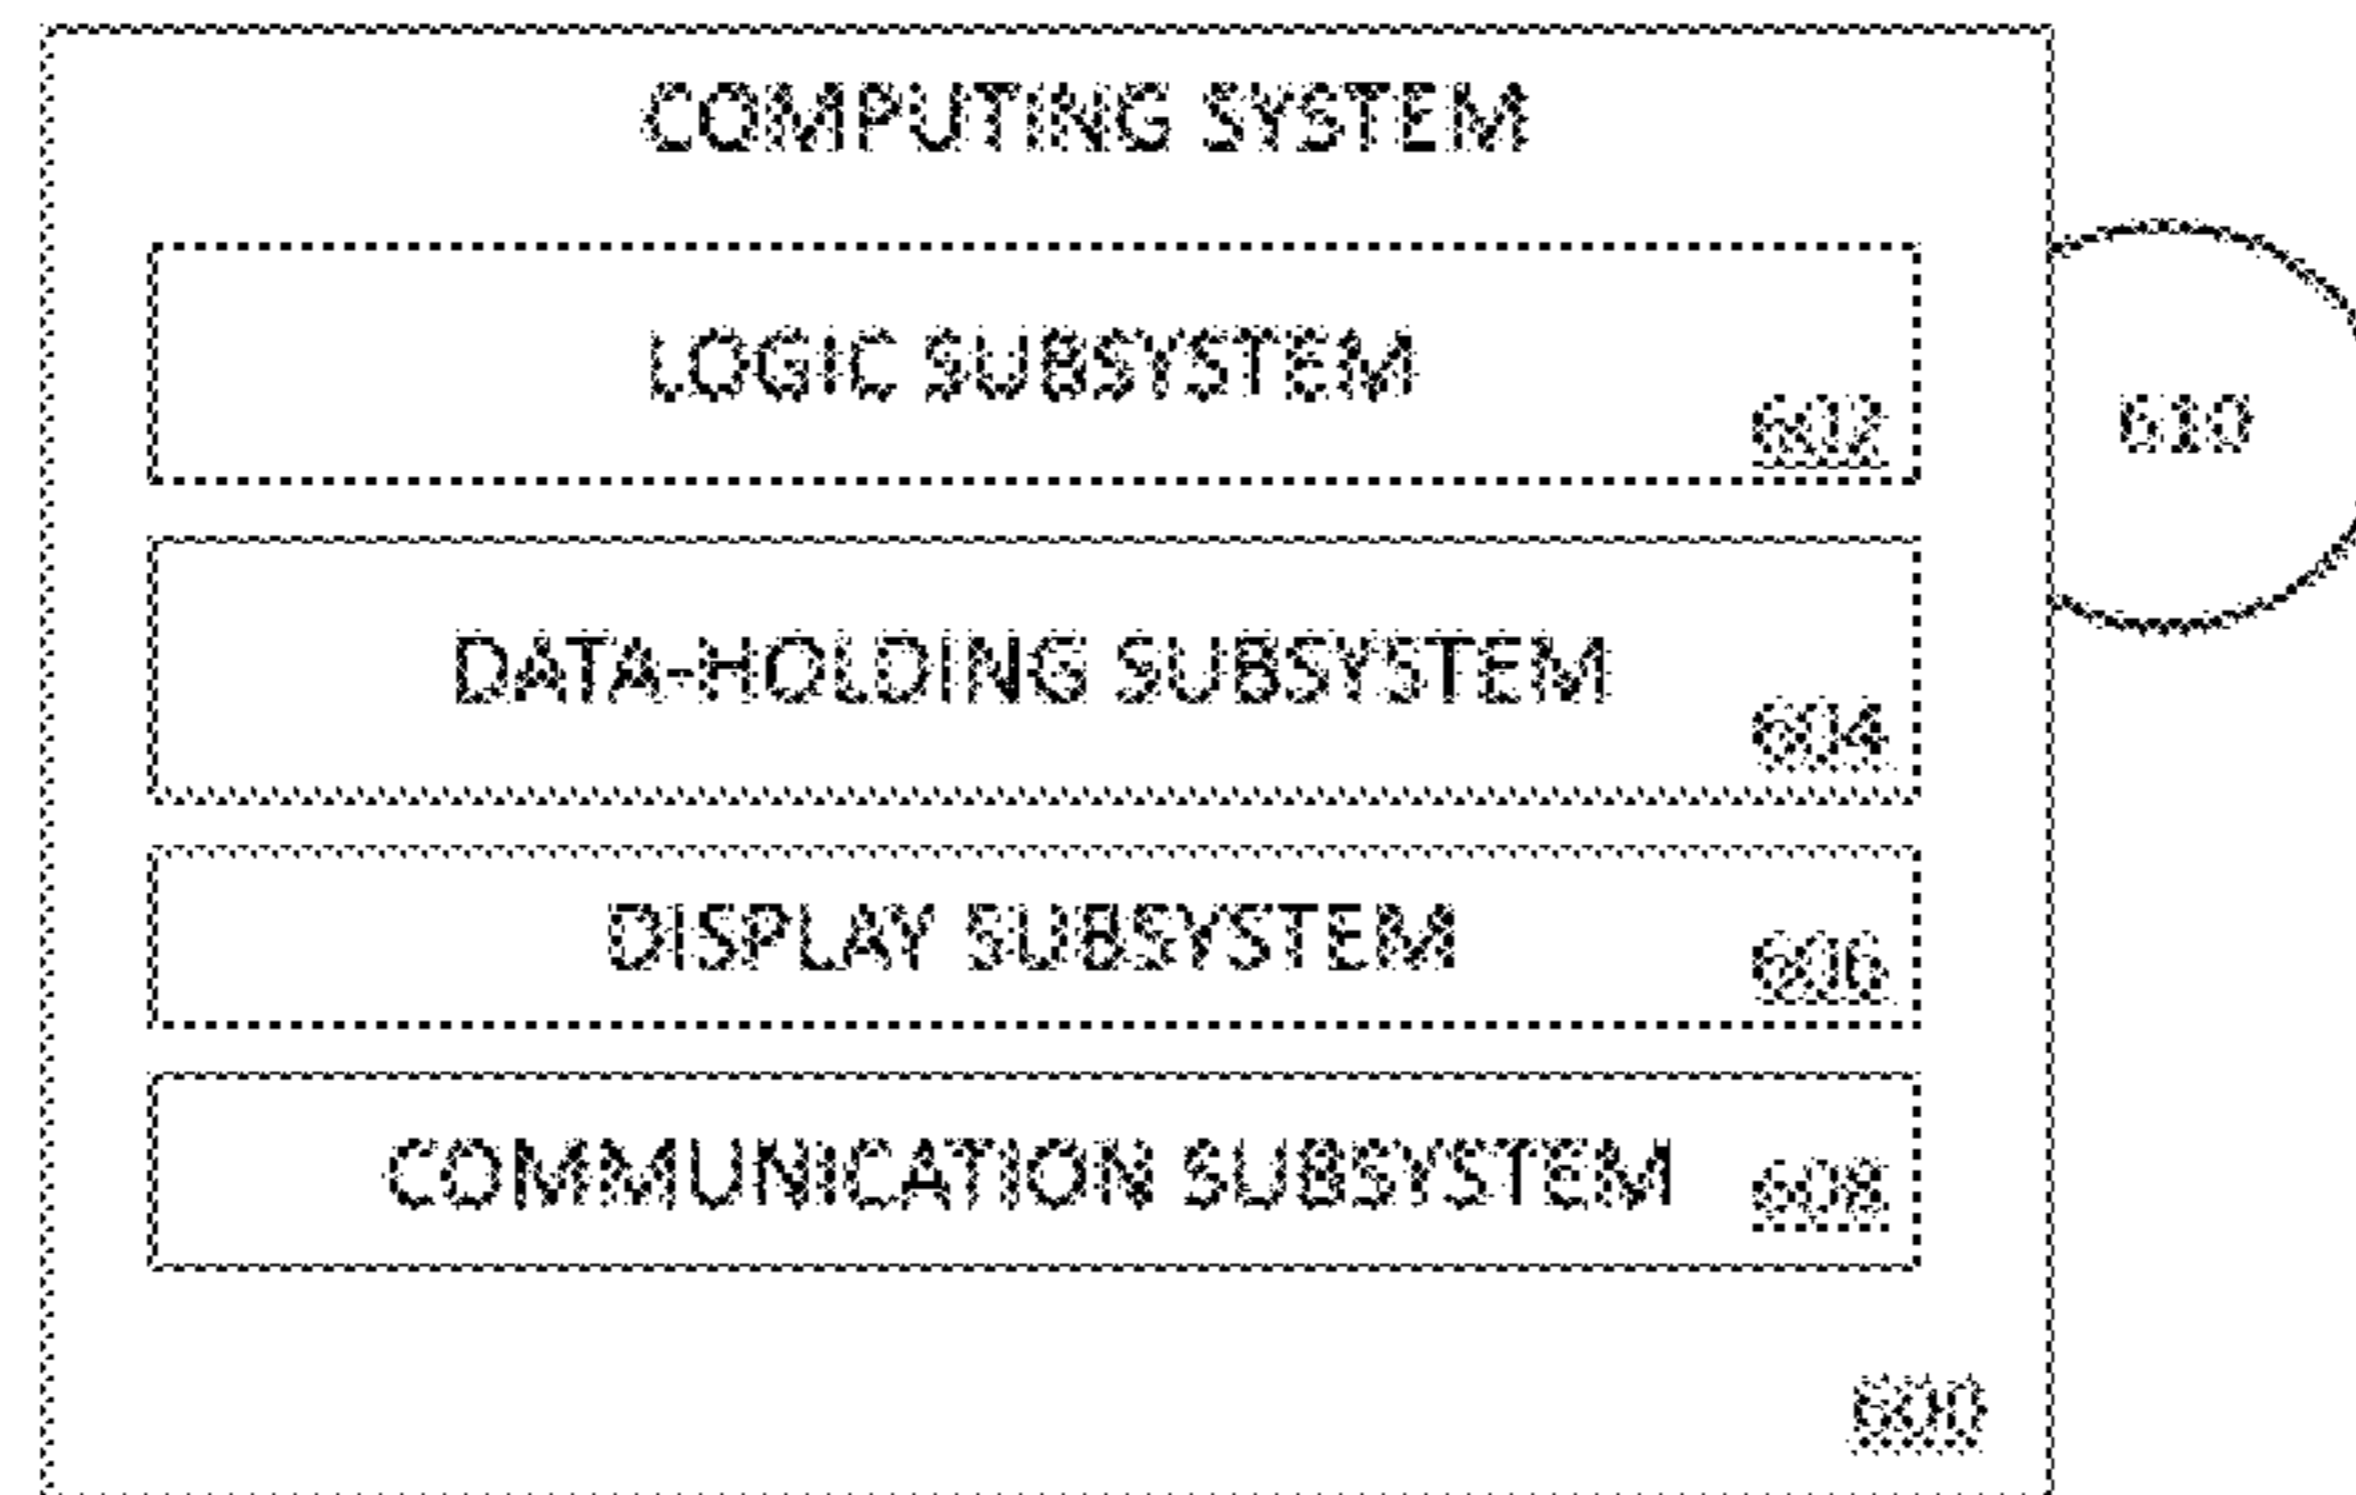 COMPUTING SYSTEM
LOGIC SUBSYSTEM
602
610
DATA-HOLDING SUBSYSTEM
604
DISPLAY SUBSYSTEM
606
COMMUNICATION SUBSYSTEM 608
600